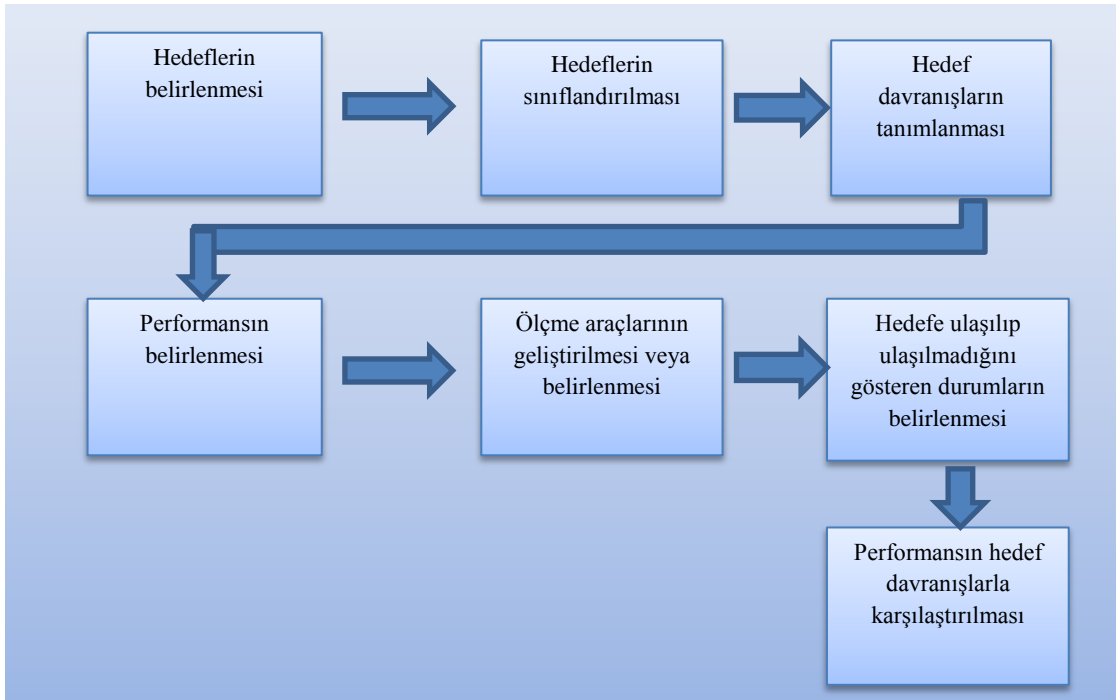 Hedeflerin
belirlenmesi
Hedeflerin
sınıflandırılması
Hedef
davranışların
tanımlanması
Performansın
belirlenmesi
Ölçme araçlarının
geliştirilmesi veya
belirlenmesi
Hedefe ulaşılıp
ulaşılmadığını
gösteren durumların
belirlenmesi
Performansın hedef
davranışlarla
karşılaştırılması